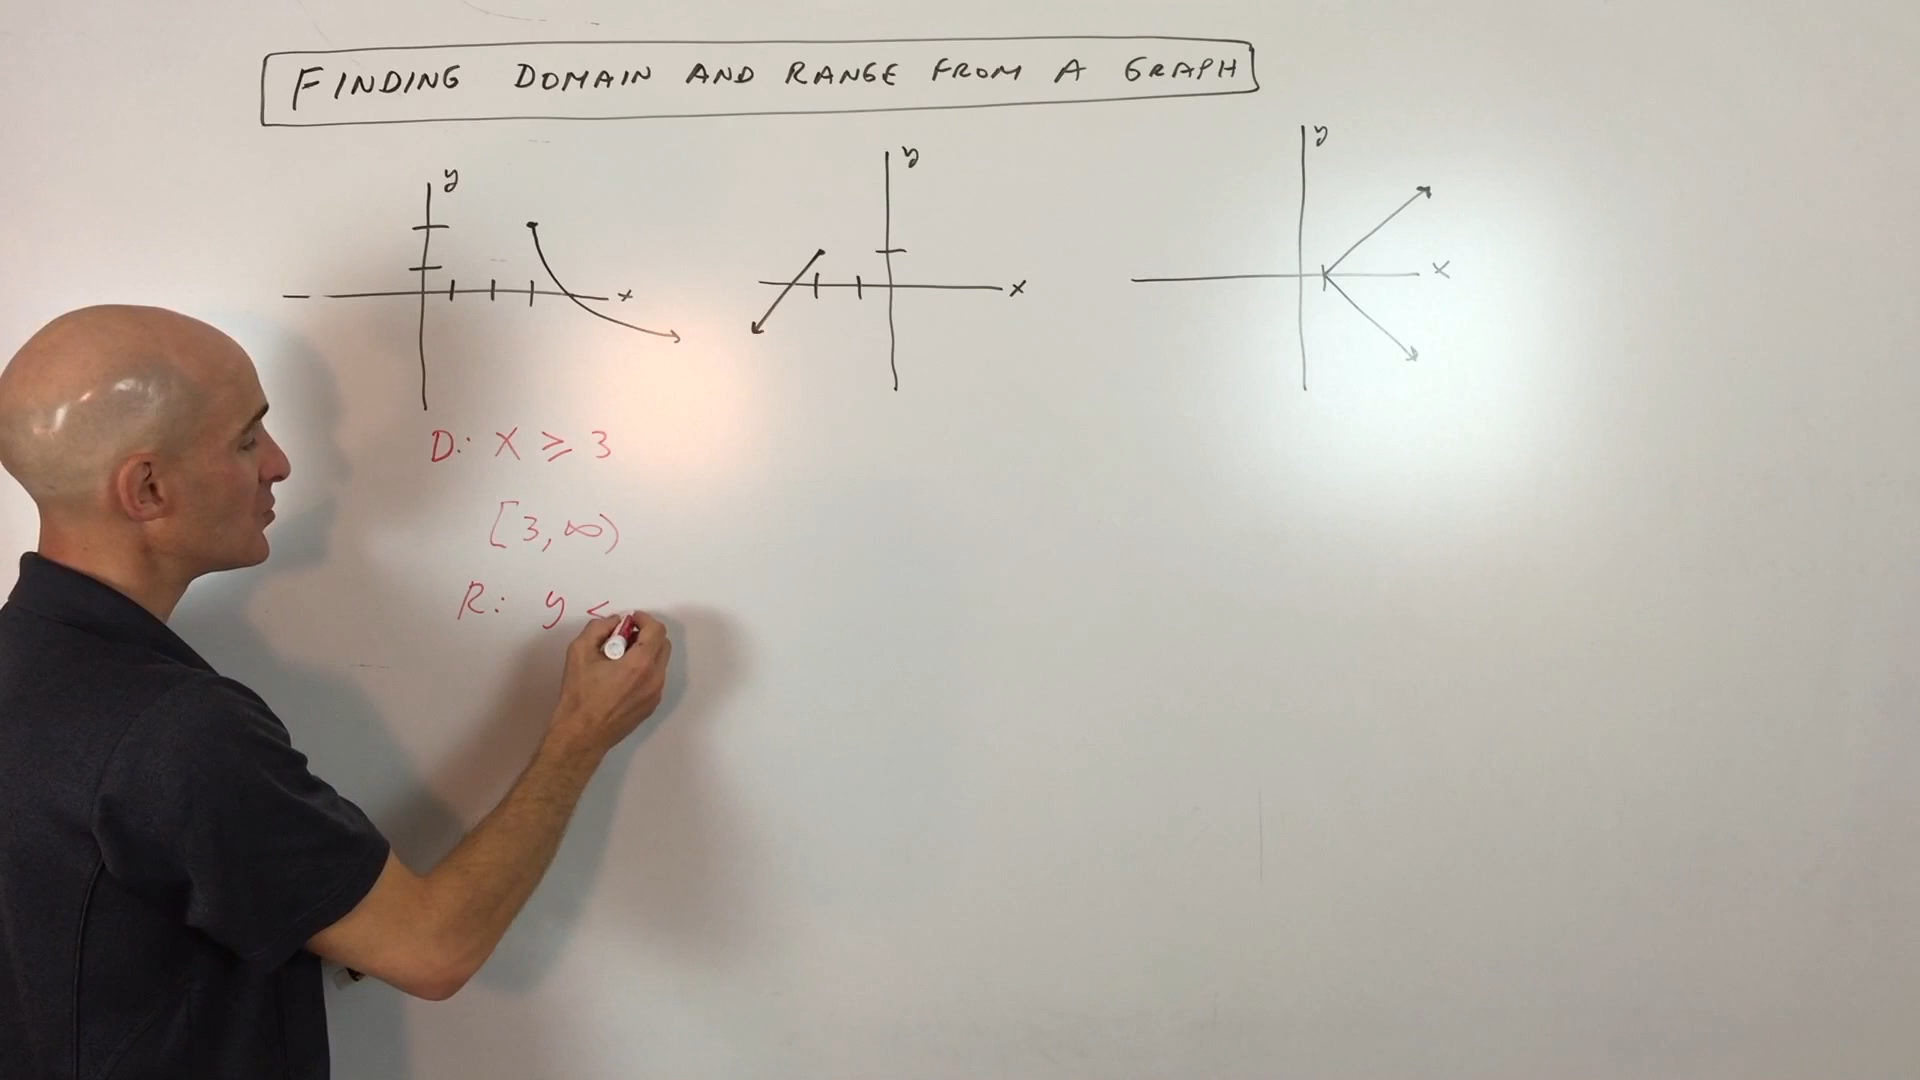 FINDING DOMAIN AND RANGE FROM A GRAPH
y
x
y
x
y
x
D: x ≥ 3
[3, ∞)
R: y <